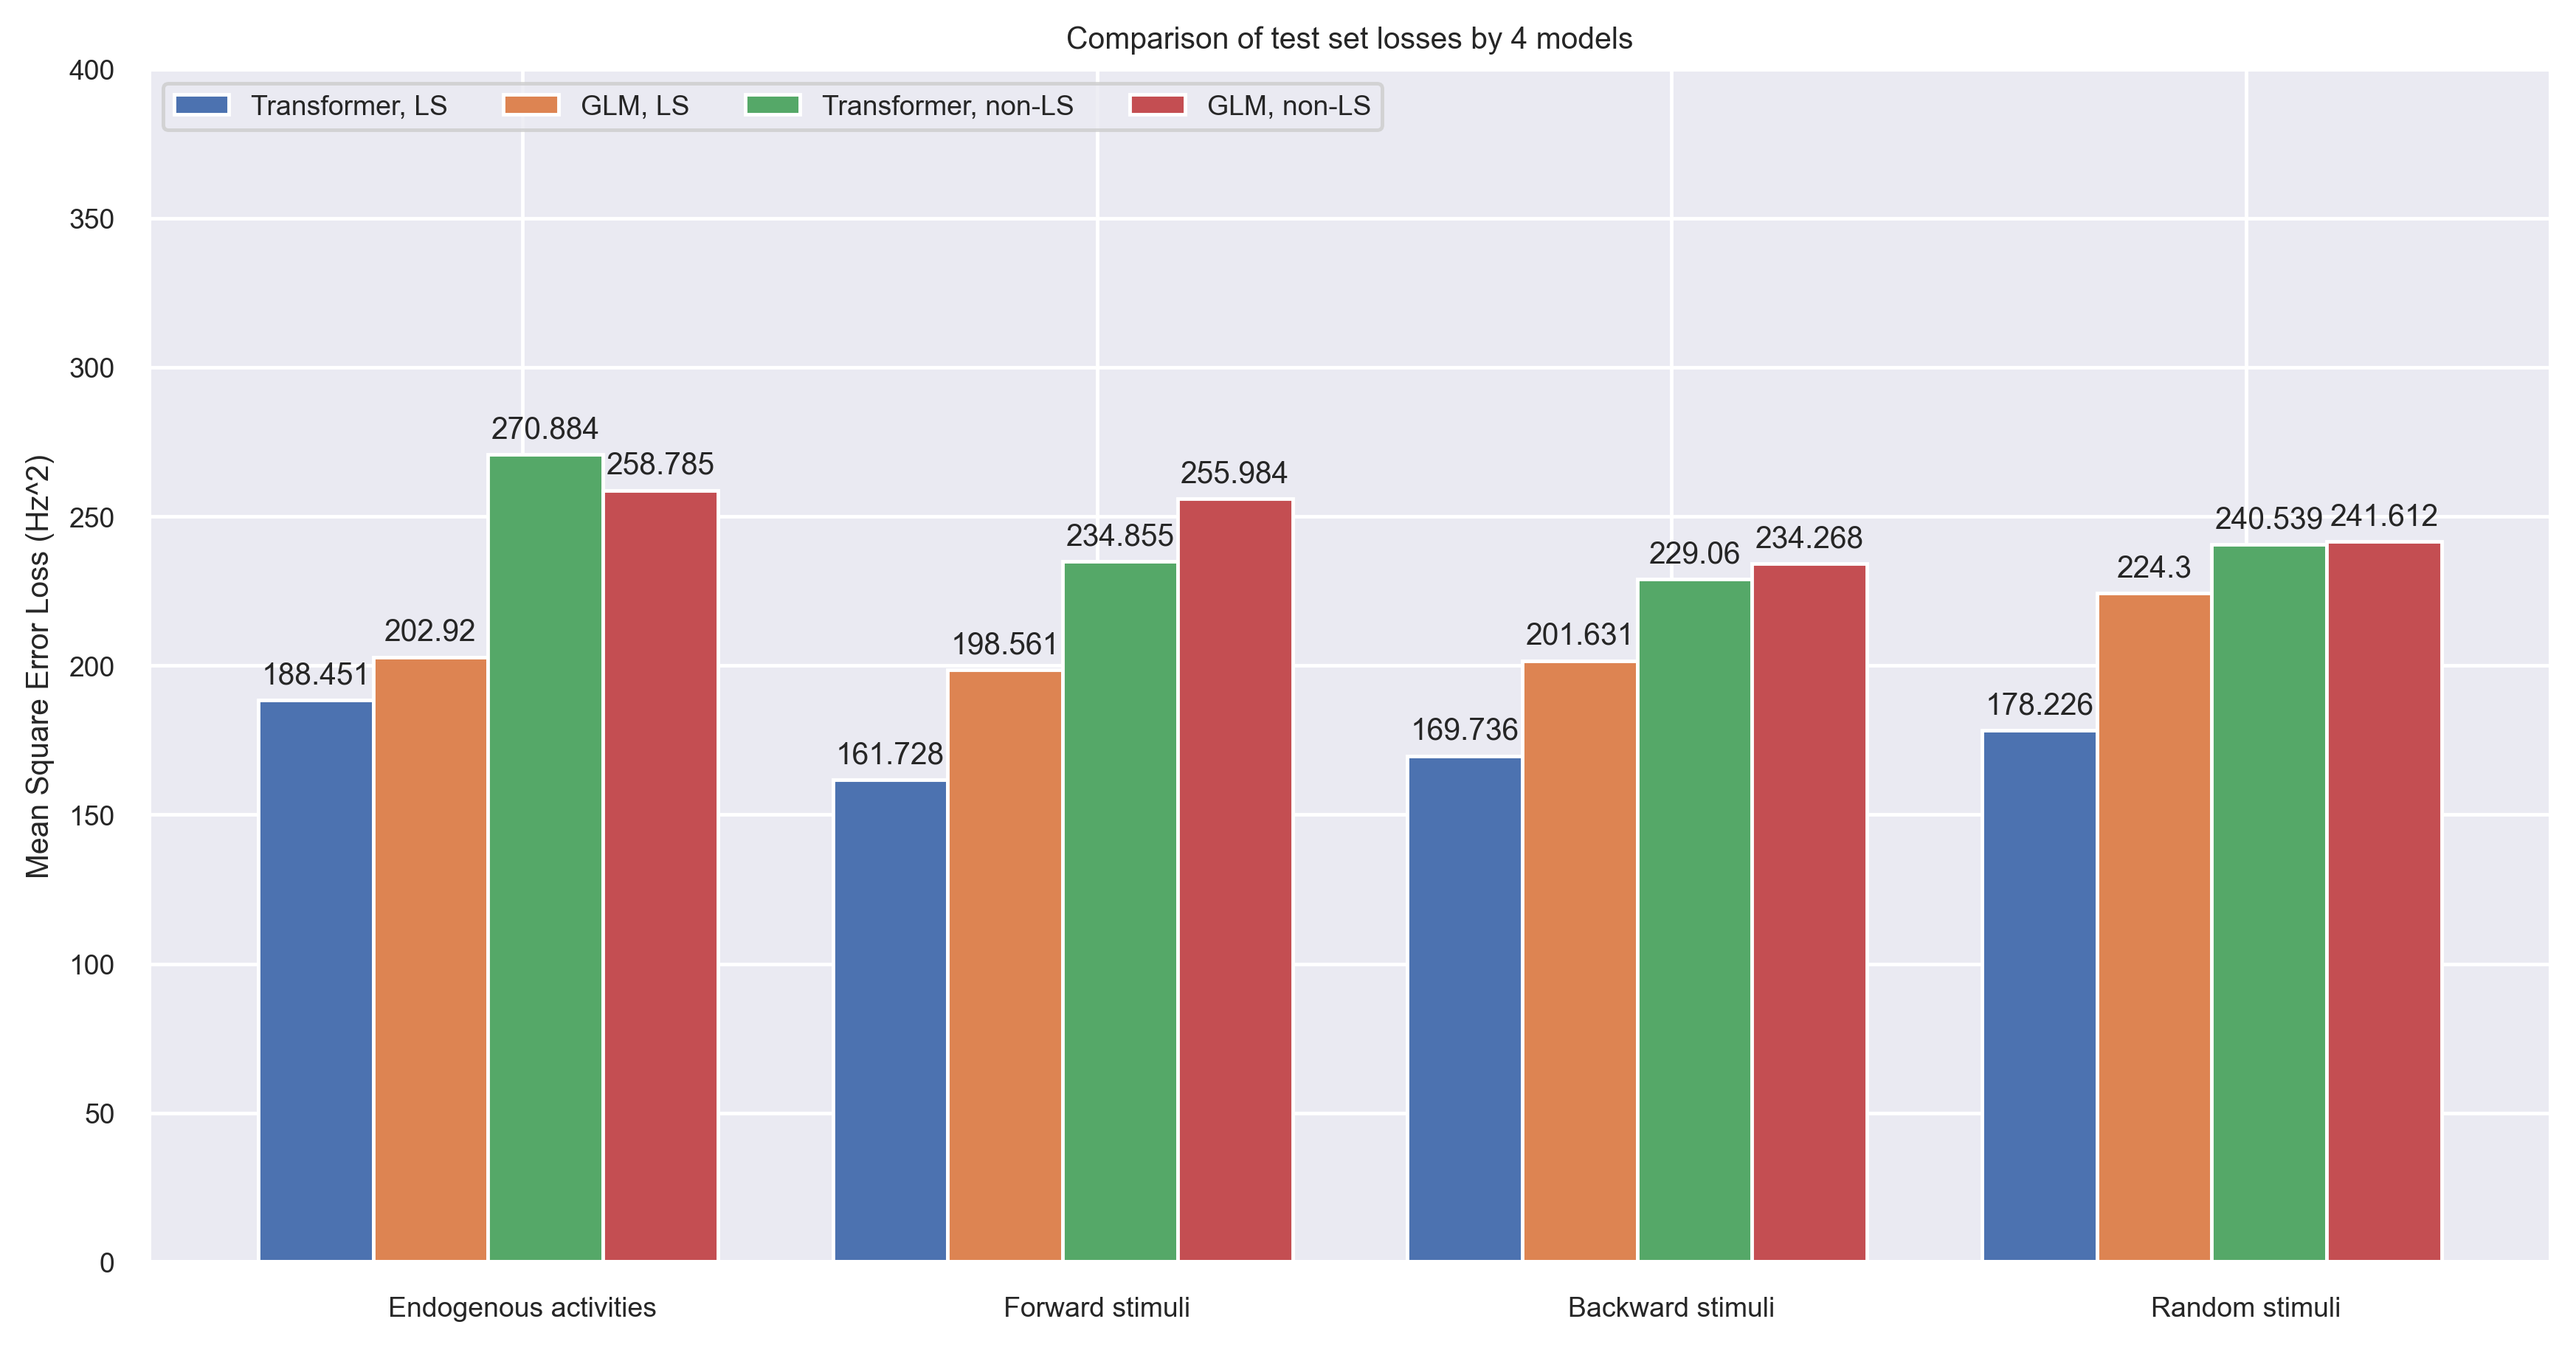 Comparison of test set losses by 4 models
Transformer, LS
GLM, LS
Transformer, non-LS
GLM, non-LS
Mean Square Error Loss (Hz^2)
400
350
300
250
200
150
100
50
0
188.451
202.92
270.884
258.785
161.728
198.561
234.855
255.984
169.736
201.631
229.06
234.268
178.226
224.3
240.539
241.612
Endogenous activities
Forward stimuli
Backward stimuli
Random stimuli